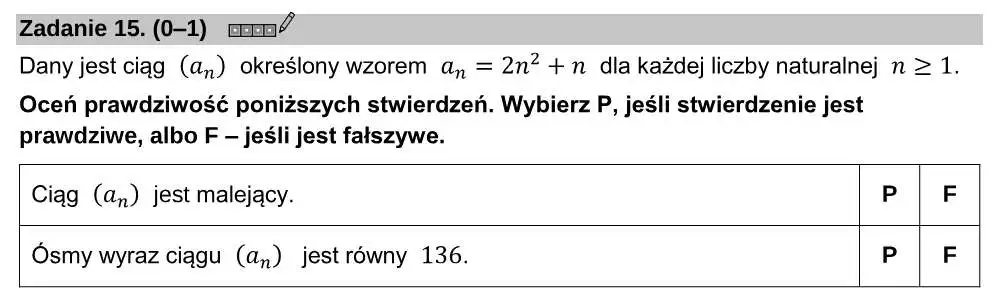 Zadanie 15. (0–1)
Dany jest ciąg (aₙ) określony wzorem aₙ = 2n² + n dla każdej liczby naturalnej n ≥ 1.
Oceń prawdziwość poniższych stwierdzeń. Wybierz P, jeśli stwierdzenie jest
prawdziwe, albo F – jeśli jest fałszywe.
Ciąg (aₙ) jest malejący. P F
Ósmy wyraz ciągu (aₙ) jest równy 136. P F